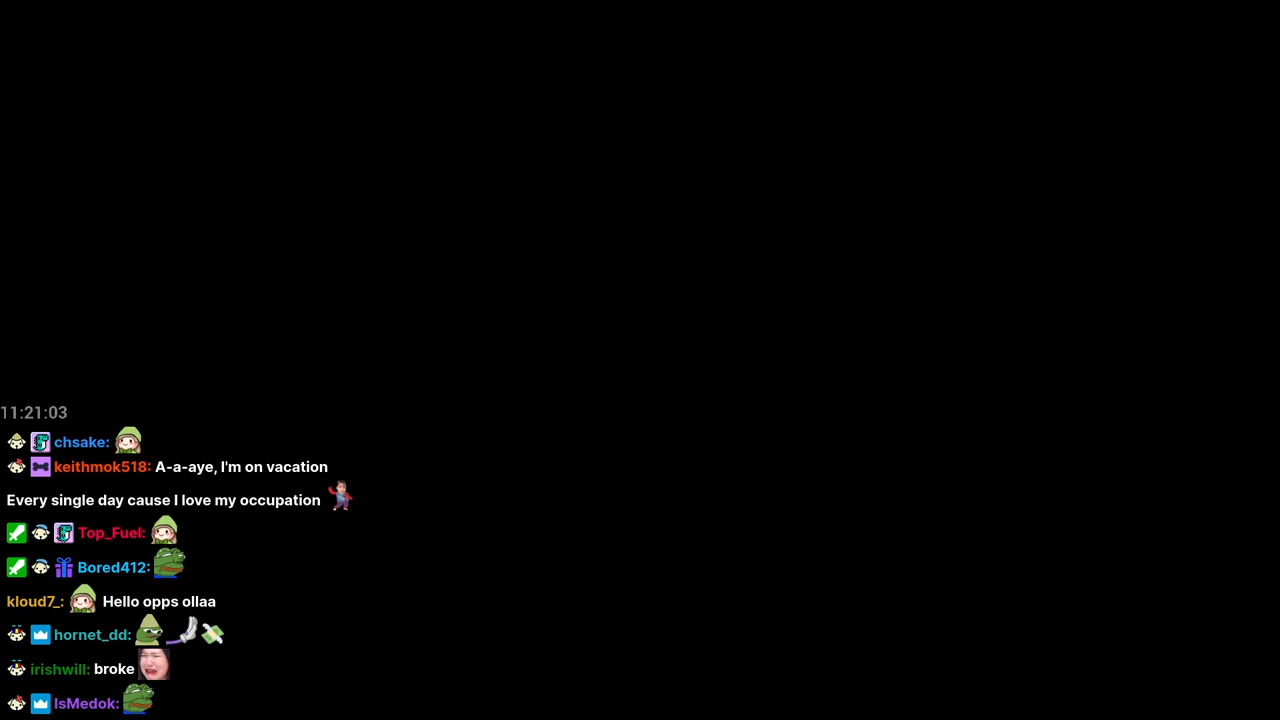 11:21:03
chsake:
keithmok518: A-a-aye, I'm on vacation
Every single day cause I love my occupation
Top_Fuel:
Bored412:
kloud7_: Hello opps ollaa
hornet_dd:
irishwill: broke
IsMedok: